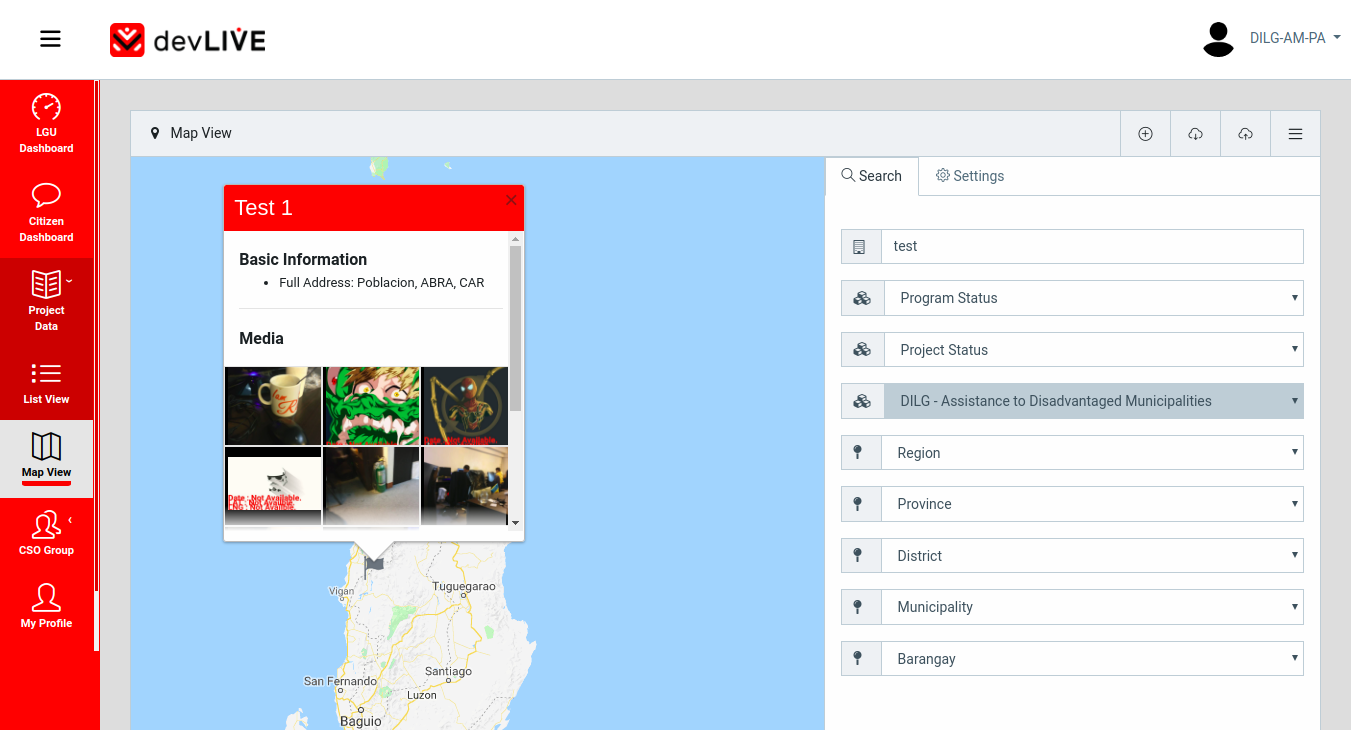 devLIVE
DILG-AM-PA
LGU
Dashboard
Citizen
Dashboard
Project
Data
List View
Map View
CSO Group
My Profile
Map View
Test 1
Basic Information
Full Address: Poblacion, ABRA, CAR
Media
Date : Not Available.
Date : Not Available.
LAT : Not Available.
LNG : Not Available.
Vigan
Tuguegarao
Santiago
San Fernando
Luzon
Baguio
Search
Settings
test
Program Status
Project Status
DILG - Assistance to Disadvantaged Municipalities
Region
Province
District
Municipality
Barangay